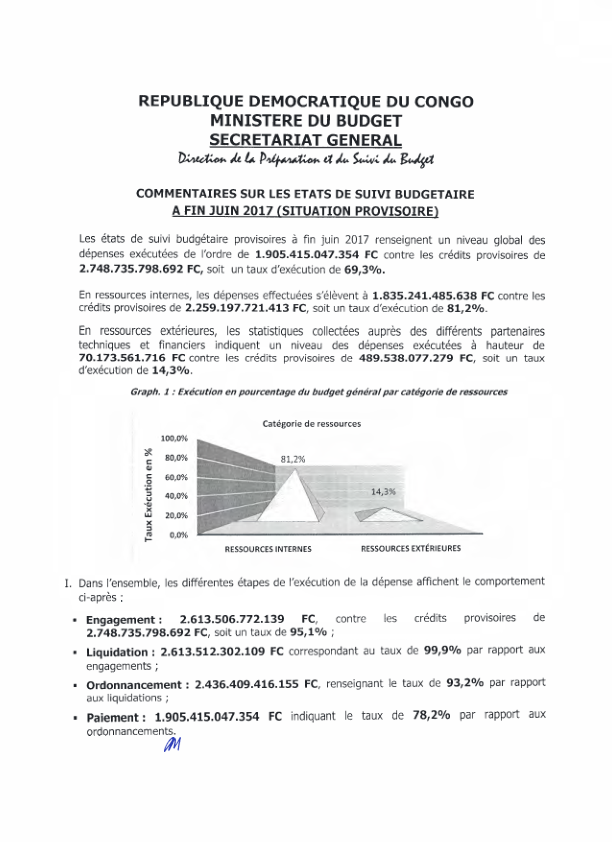 REPUBLIQUE DEMOCRATIQUE DU CONGO
MINISTERE DU BUDGET
SECRETARIAT GENERAL
Direction de la Préparation et du Suivi du Budget
COMMENTAIRES SUR LES ETATS DE SUIVI BUDGETAIRE
A FIN JUIN 2017 (SITUATION PROVISOIRE)
Les états de suivi budgétaire provisoires à fin juin 2017 renseignent un niveau global des
dépenses exécutées de l'ordre de 1.905.415.047.354 FC contre les crédits provisoires de
2.748.735.798.692 FC, soit un taux d'exécution de 69,3%.
En ressources internes, les dépenses effectuées s'élèvent à 1.835.241.485.638 FC contre les
crédits provisoires de 2.259.197.721.413 FC, soit un taux d'exécution de 81,2%.
En ressources extérieures, les statistiques collectées auprès des différents partenaires
techniques et financiers indiquent un niveau des dépenses exécutées à hauteur de
70.173.561.716 FC contre les crédits provisoires de 489.538.077.279 FC, soit un taux
d'exécution de 14,3%.
Graph. 1 : Exécution en pourcentage du budget général par catégorie de ressources
Catégorie de ressources
Taux Exécution en %
100,0%
80,0%
60,0%
40,0%
20,0%
0,0%
81,2%
14,3%
RESSOURCES INTERNES RESSOURCES EXTÉRIEURES
I. Dans l'ensemble, les différentes étapes de l'exécution de la dépense affichent le comportement
ci-après :
▪ Engagement : 2.613.506.772.139 FC, contre les crédits provisoires de
2.748.735.798.692 FC, soit un taux de 95,1% ;
▪ Liquidation : 2.613.512.302.109 FC correspondant au taux de 99,9% par rapport aux
engagements ;
▪ Ordonnancement : 2.436.409.416.155 FC, renseignant le taux de 93,2% par rapport
aux liquidations ;
▪ Paiement : 1.905.415.047.354 FC indiquant le taux de 78,2% par rapport aux
ordonnancements.